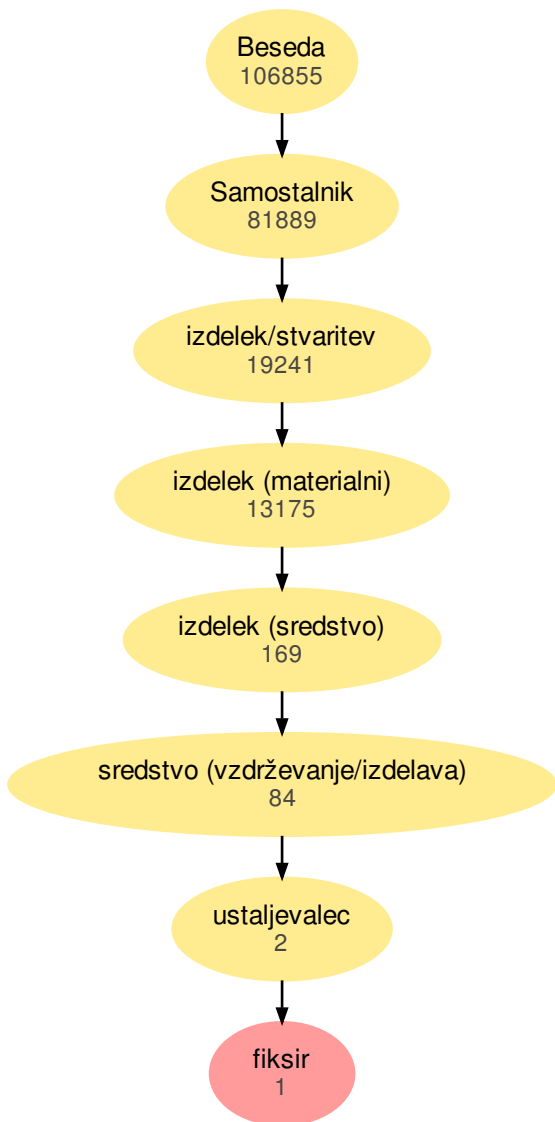 Beseda
106855
Samostalnik
81889
izdelek/stvaritev
19241
izdelek (materialni)
13175
izdelek (sredstvo)
169
sredstvo (vzdrževanje/izdelava)
84
ustaljevalec
2
fiksir
1